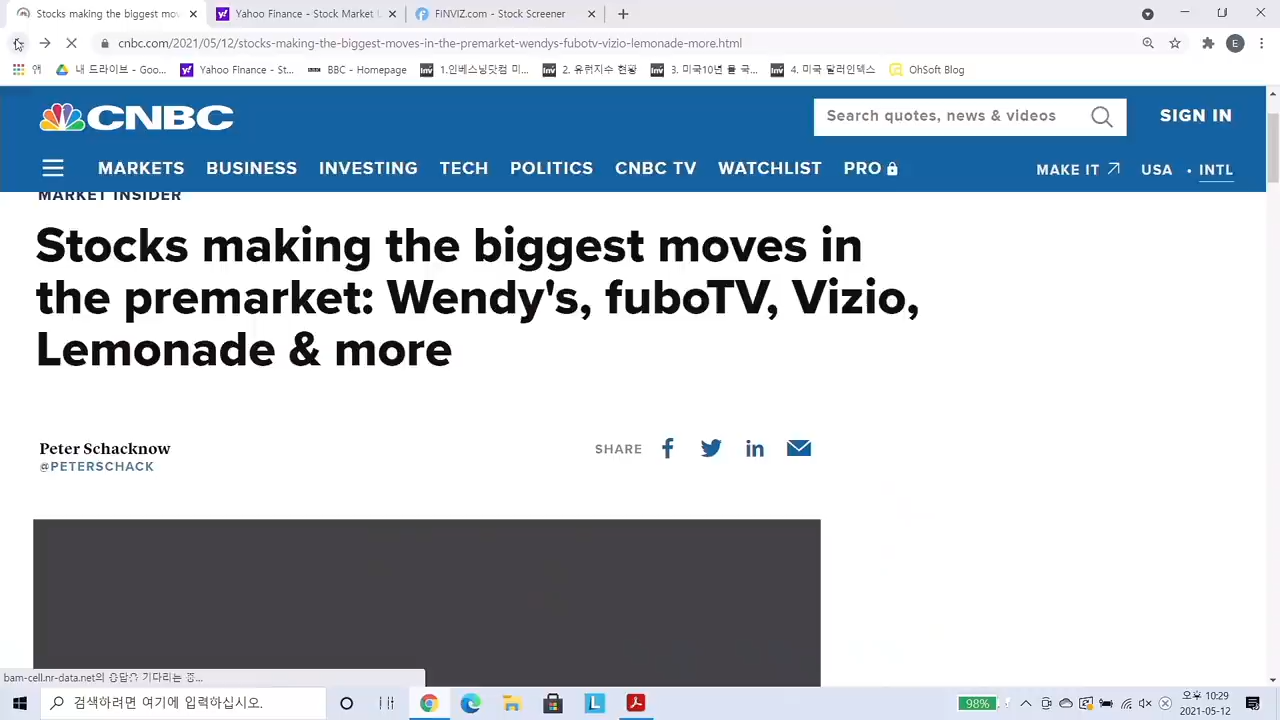 Stocks making the biggest mov
Yahoo Finance - Stock Market L
FINVIZ.com - Stock Screener
cnbc.com/2021/05/12/stocks-making-the-biggest-moves-in-the-premarket-wendys-fubotv-vizio-lemonade-more.html
E
앱
내 드라이브 - Goo...
Yahoo Finance - St...
BBC - Homepage
1.인베스닝닷컴 미...
2. 유런지수 현황
3. 미국10년 물 국...
4. 미국 달러인덱스
OhSoft Blog
CNBC
Search quotes, news & videos
SIGN IN
MARKETS BUSINESS INVESTING TECH POLITICS CNBC TV WATCHLIST PRO
MAKE IT USA • INTL
MARKET INSIDER
Stocks making the biggest moves in
the premarket: Wendy's, fuboTV, Vizio,
Lemonade & more
Peter Schacknow
@PETERSCHACK
SHARE
bam-cell.nr-data.net의 응답을 기다리는 중...
검색하려면 여기에 입력하십시오.
98%
오후 10:29
2021-05-12